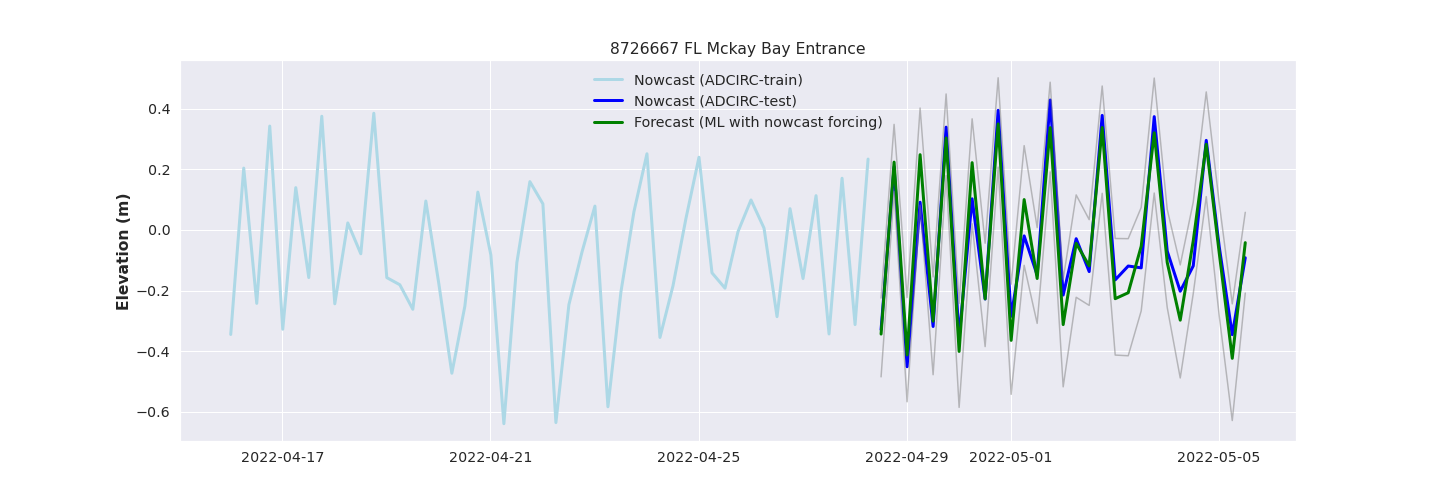 8726667 FL Mckay Bay Entrance
Nowcast (ADCIRC-train)
Nowcast (ADCIRC-test)
Forecast (ML with nowcast forcing)
Elevation (m)
0.4
0.2
0.0
−0.2
−0.4
−0.6
2022-04-17
2022-04-21
2022-04-25
2022-04-29
2022-05-01
2022-05-05